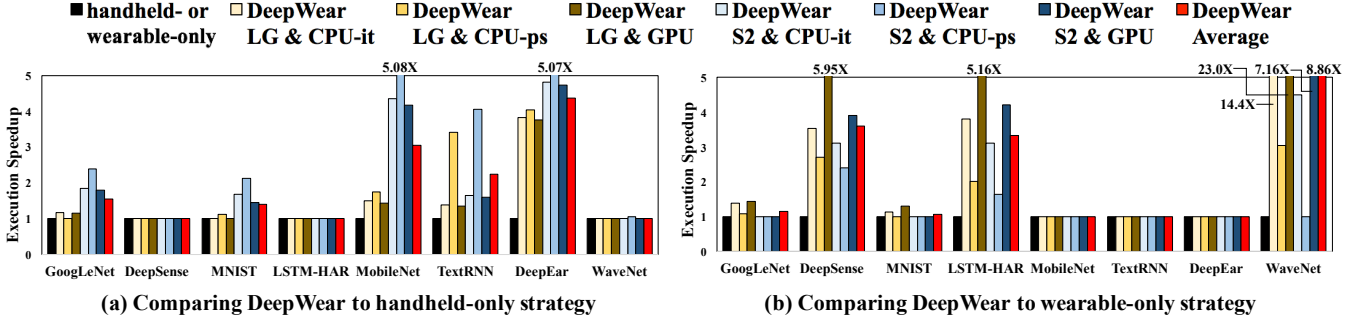 handheld- or wearable-only
DeepWear LG & CPU-it
DeepWear LG & CPU-ps
DeepWear LG & GPU
DeepWear S2 & CPU-it
DeepWear S2 & CPU-ps
DeepWear S2 & GPU
DeepWear Average
Execution Speedup
5
4
3
2
1
0
5.08X
5.07X
GoogLeNet DeepSense MNIST LSTM-HAR MobileNet TextRNN DeepEar WaveNet
(a) Comparing DeepWear to handheld-only strategy
Execution Speedup
5
4
3
2
1
0
5.95X
5.16X
23.0X
7.16X
8.86X
14.4X
GoogLeNet DeepSense MNIST LSTM-HAR MobileNet TextRNN DeepEar WaveNet
(b) Comparing DeepWear to wearable-only strategy